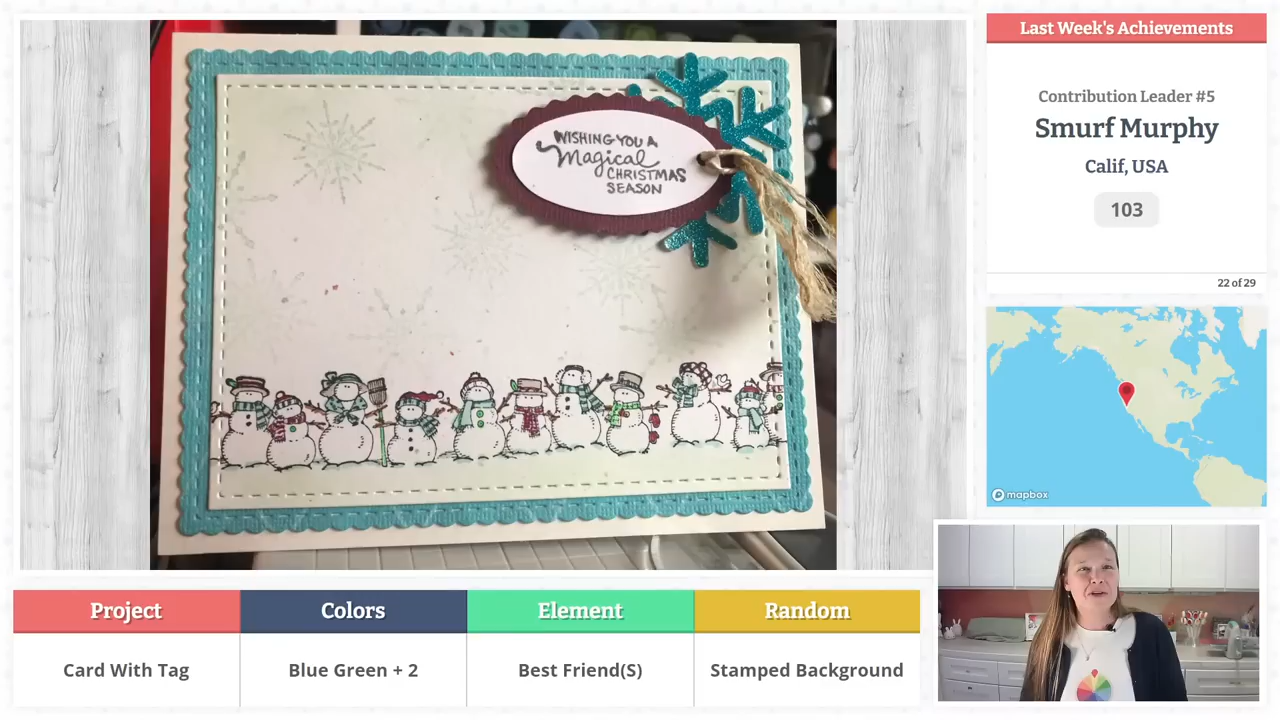 WISHING YOU A
Magical
CHRISTMAS
SEASON
Last Week's Achievements
Contribution Leader #5
Smurf Murphy
Calif, USA
103
22 of 29
mapbox
Project
Colors
Element
Random
Card With Tag
Blue Green + 2
Best Friend(S)
Stamped Background